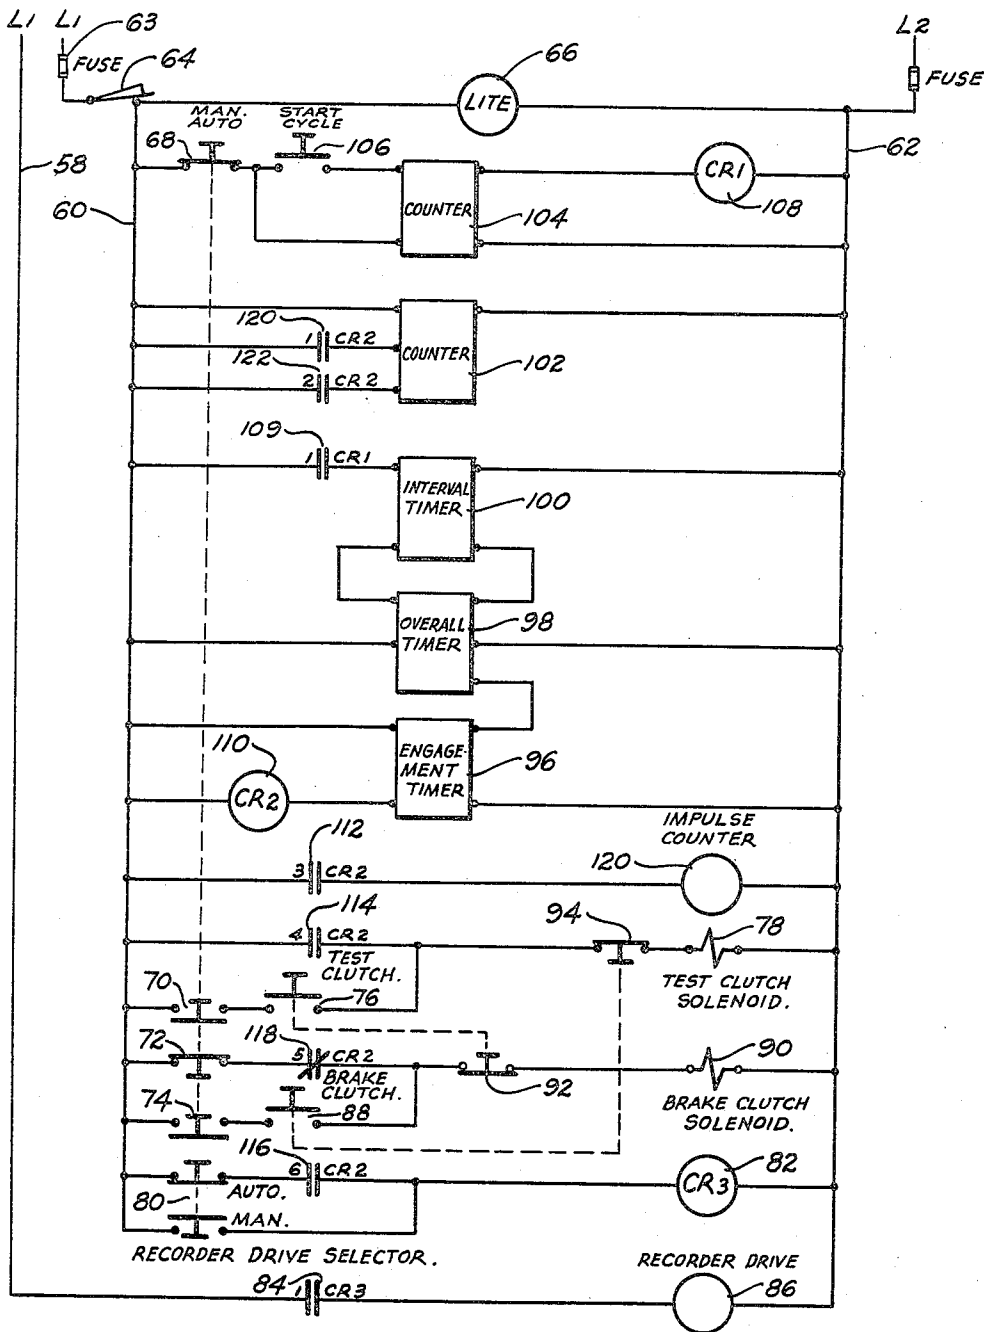 L1 L1 63 L2
FUSE 64 66 FUSE
LITE
MAN. AUTO START CYCLE
68 106 62
58 CR1
60 COUNTER 104 108
120
1 CR2 COUNTER
122 102
2 CR2
109
1 CR1
INTERVAL TIMER 100
OVERALL TIMER 98
110 ENGAGE-MENT TIMER 96
CR2
IMPULSE COUNTER
112 120
3 CR2
114 94 78
4 CR2
TEST CLUTCH.
TEST CLUTCH SOLENOID.
70 76
72 118 90
5 CR2
BRAKE CLUTCH. 92
74 88 BRAKE CLUTCH SOLENOID.
116 82
6 CR2 CR3
80 AUTO.
MAN.
RECORDER DRIVE SELECTOR. RECORDER DRIVE
84 1 CR3 86